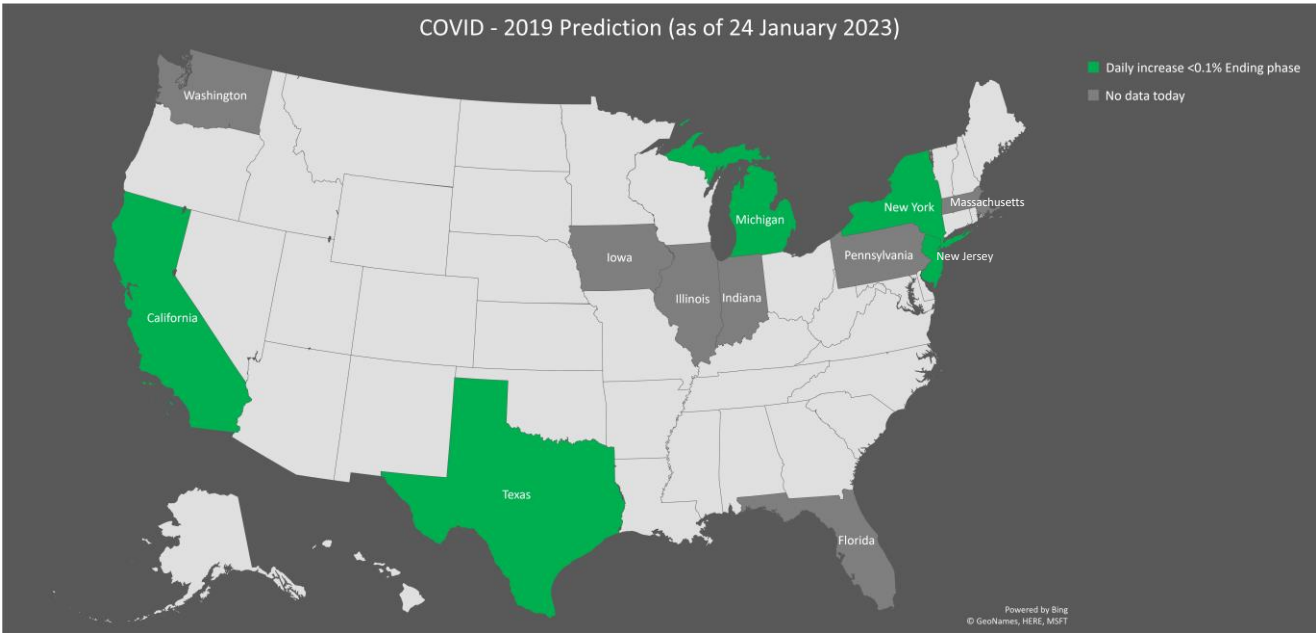 COVID - 2019 Prediction (as of 24 January 2023)
Daily increase <0.1% Ending phase
No data today
Washington
Massachusetts
New York
Michigan
Pennsylvania
New Jersey
Iowa
Illinois
Indiana
California
Texas
Florida
Powered by Bing
© GeoNames, HERE, MSFT